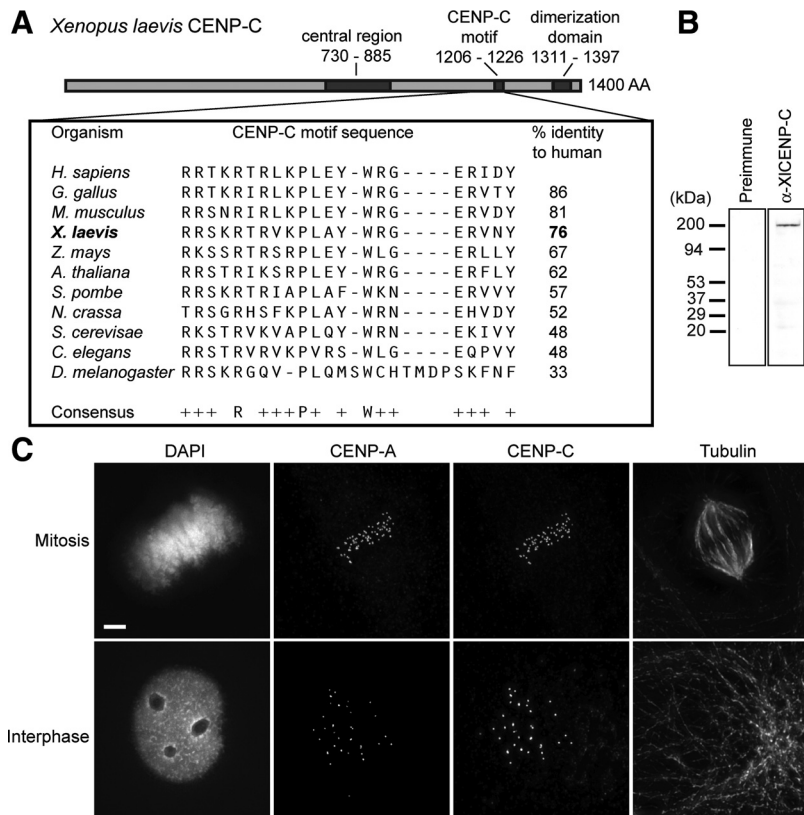 A
Xenopus laevis CENP-C
central region
730 - 885
CENP-C
motif
1206 - 1226
dimerization
domain
1311 - 1397
1400 AA
Organism CENP-C motif sequence % identity
to human
H. sapiens RRTKRTRLKPLEY-WRG----ERIDY
G. gallus RRTKRIRLKPLEY-WRG----ERVTY 86
M. musculus RRSNRIRLKPLEY-WRG----ERVDY 81
X. laevis RRSKRTRVKPLAY-WRG----ERVNY 76
Z. mays RKSSRTRSRPLEY-WLG----ERLLY 67
A. thaliana RRSTRIKSRPLEY-WRG----ERFLY 62
S. pombe RRSKRTRIAPLAF-WKN----ERVVY 57
N. crassa TRSGRHSFKPLAY-WRN----EHVDY 52
S. cerevisae RKSTRVKVAPLQY-WRN----EKIVY 48
C. elegans RRSTRVRVKPVRS-WLG----EQPVY 48
D. melanogaster RRSKRGQV-PLQMSWCHTMDPSKFNF 33
Consensus +++ R +++P+ + W++ +++ +
B
Preimmune
α-XlCENP-C
(kDa)
200
94
53
37
29
20
C
DAPI CENP-A CENP-C Tubulin
Mitosis
Interphase